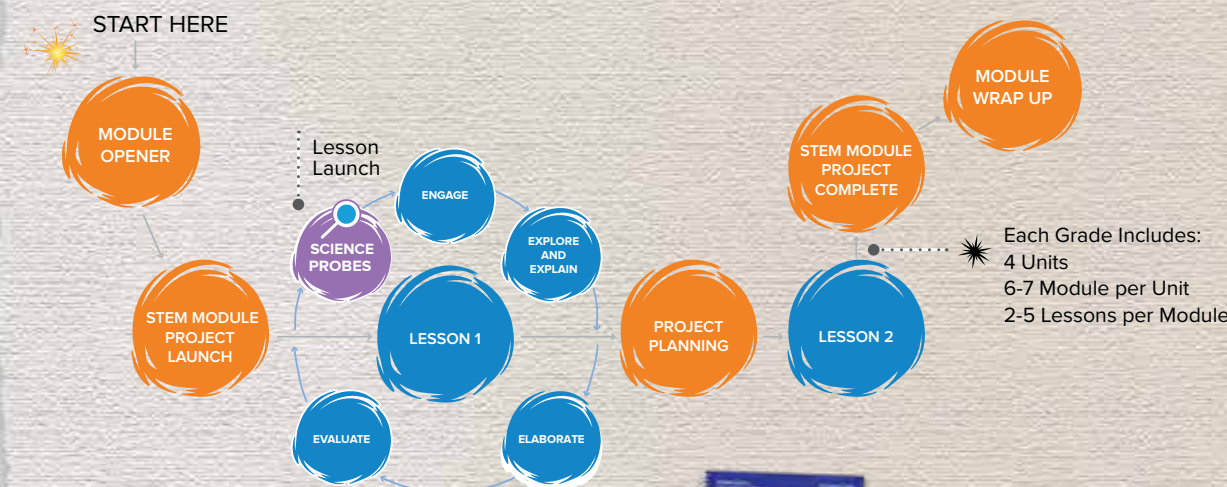 START HERE
MODULE
OPENER
STEM MODULE
PROJECT
LAUNCH
Lesson
Launch
SCIENCE
PROBES
ENGAGE
EXPLORE
AND
EXPLAIN
LESSON 1
ELABORATE
EVALUATE
PROJECT
PLANNING
LESSON 2
STEM MODULE
PROJECT
COMPLETE
MODULE
WRAP UP
Each Grade Includes:
4 Units
6-7 Module per Unit
2-5 Lessons per Module